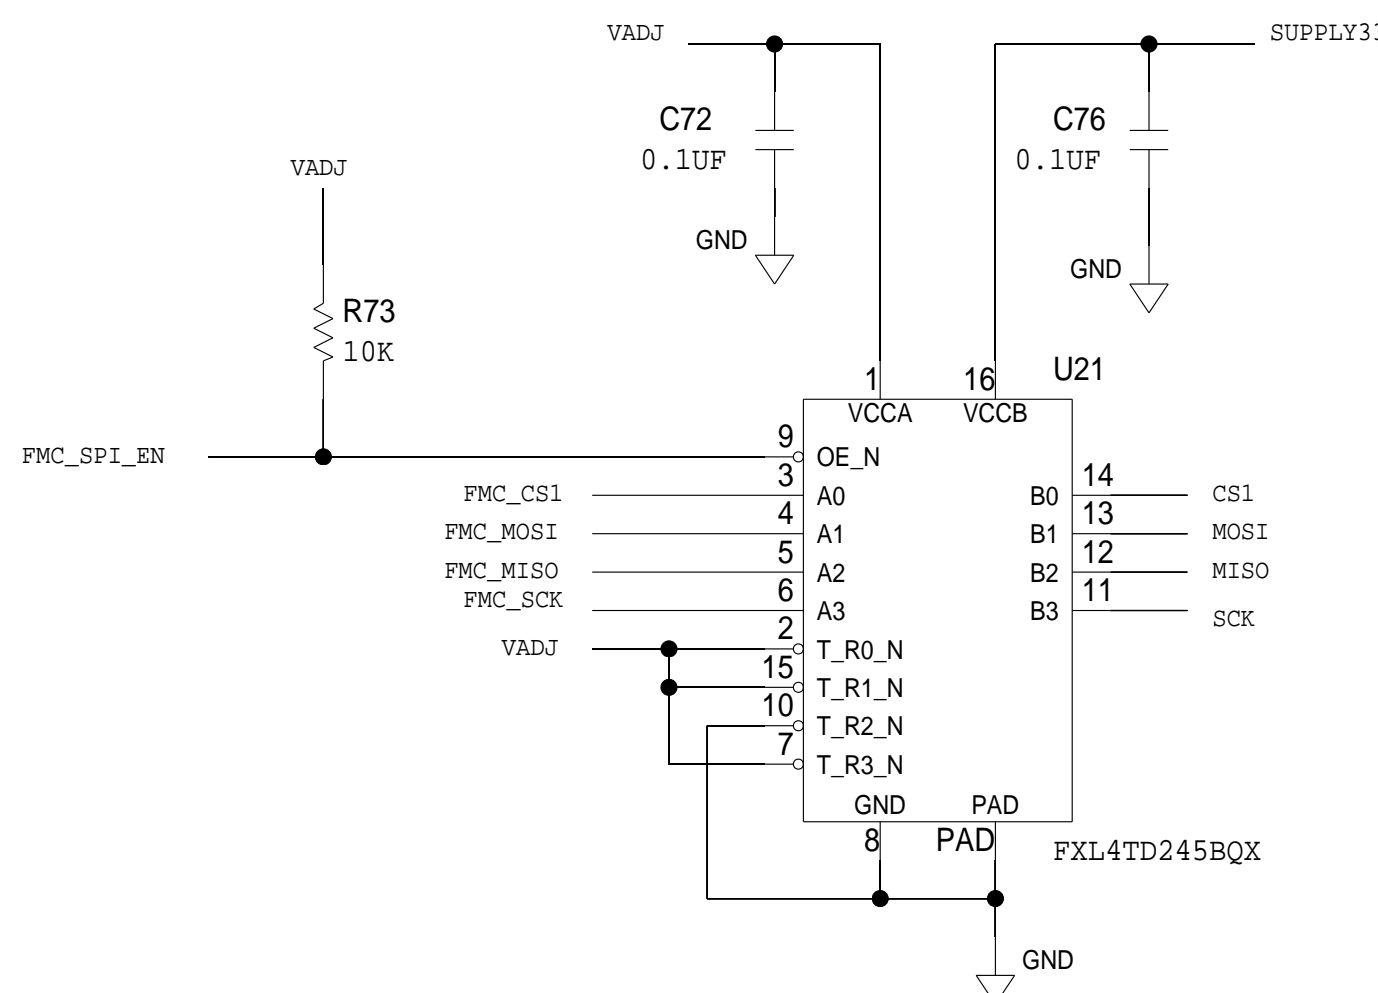 VADJ
SUPPLY33
C72
0.1UF
C76
0.1UF
VADJ
GND
GND
R73
10K
U21
1
16
VCCA
VCCB
FMC_SPI_EN
9
OE_N
FMC_CS1
3
A0
B0
14
CS1
FMC_MOSI
4
A1
B1
13
MOSI
FMC_MISO
5
A2
B2
12
MISO
FMC_SCK
6
A3
B3
11
SCK
VADJ
2
T_R0_N
15
T_R1_N
10
T_R2_N
7
T_R3_N
GND
PAD
8
PAD
FXL4TD245BQX
GND